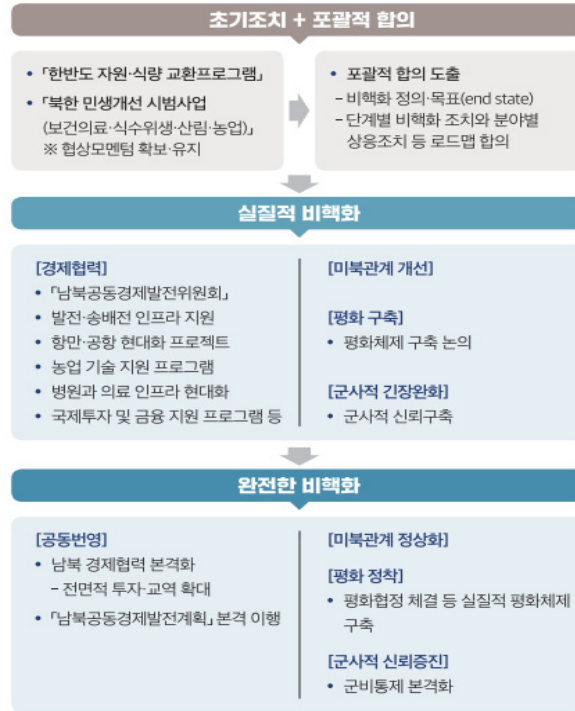 초기조치 + 포괄적 합의
• 「한반도 자원·식량 교환프로그램」
• 「북한 민생개선 시범사업
(보건의료·식수위생·산림·농업)」
※ 협상모멘텀 확보·유지
• 포괄적 합의 도출
– 비핵화 정의·목표(end state)
– 단계별 비핵화 조치와 분야별
상응조치 등 로드맵 합의
실질적 비핵화
[경제협력]
• 「남북공동경제발전위원회」
• 발전·송배전 인프라 지원
• 항만·공항 현대화 프로젝트
• 농업 기술 지원 프로그램
• 병원과 의료 인프라 현대화
• 국제투자 및 금융 지원 프로그램 등
[미북관계 개선]
[평화 구축]
• 평화체제 구축 논의
[군사적 긴장완화]
• 군사적 신뢰구축
완전한 비핵화
[공동번영]
• 남북 경제협력 본격화
– 전면적 투자·교역 확대
• 「남북공동경제발전계획」 본격 이행
[미북관계 정상화]
[평화 정착]
• 평화협정 체결 등 실질적 평화체제
구축
[군사적 신뢰증진]
• 군비통제 본격화